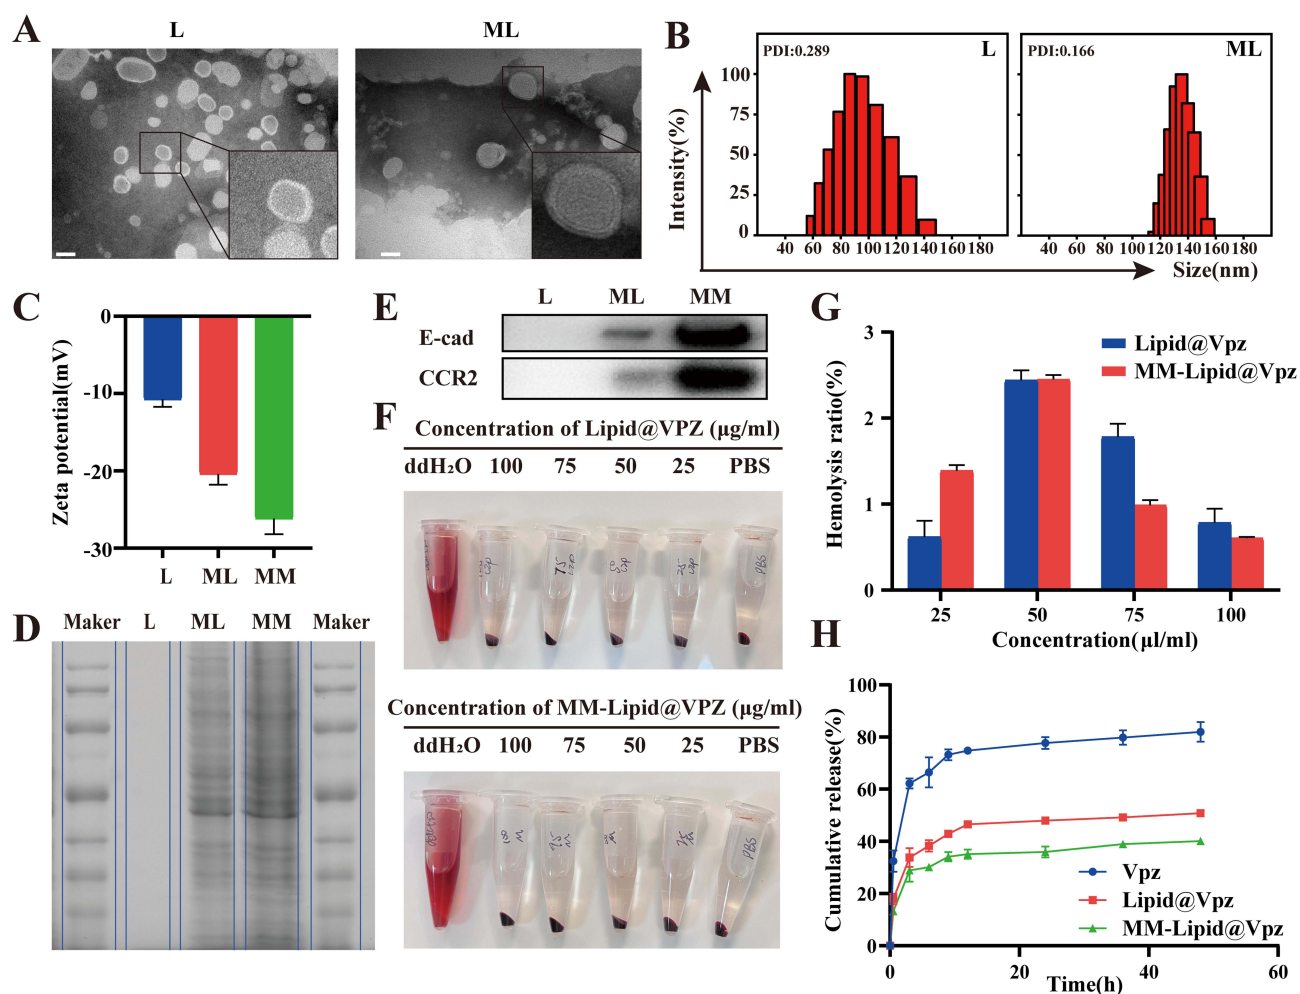 A
L
ML
B
PDI:0.289
L
PDI:0.166
ML
Intensity(%)
100
75
50
25
0
40 60 80 100 120 140 160 180
40 60 80 100 120 140 160 180
Size(nm)
C
Zeta potential(mV)
0
-10
-20
-30
L ML MM
D
Maker L ML MM Maker
E
L ML MM
E-cad
CCR2
F
Concentration of Lipid@VPZ (µg/ml)
ddH₂O 100 75 50 25 PBS
75
PBS
Concentration of MM-Lipid@VPZ (µg/ml)
ddH₂O 100 75 50 25 PBS
PBS
G
Hemolysis ratio(%)
3
2
1
0
Lipid@Vpz
MM-Lipid@Vpz
25 50 75 100
Concentration(µl/ml)
H
Cumulative release(%)
100
80
60
40
20
0
Vpz
Lipid@Vpz
MM-Lipid@Vpz
0 20 40 60
Time(h)